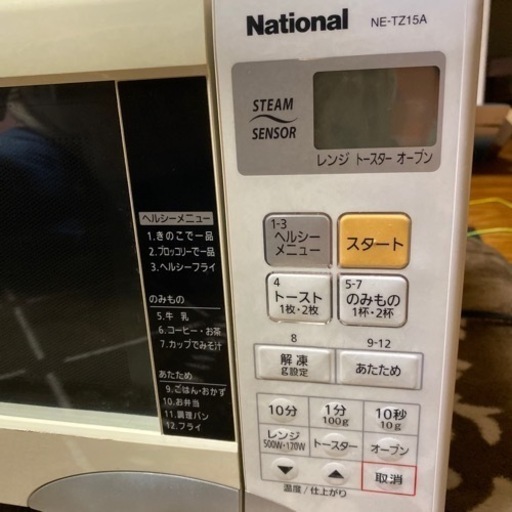 National
NE-TZ15A
STEAM
SENSOR
レンジ トースター オーブン
ヘルシーメニュー
1.きのこで一品
2.ブロッコリーで一品
3.ヘルシーフライ
のみもの
5.牛 乳
6.コーヒー・お茶
7.カップでみそ汁
あたため
9.ごはん・おかず
10.お弁当
11.調理パン
12.フライ
1-3
ヘルシー
メニュー
スタート
4
トースト
1枚・2枚
5-7
のみもの
1杯・2杯
8
解凍
g設定
9-12
あたため
10分
1分
100g
10秒
10g
レンジ
500W・170W
トースター
オーブン
取消
温度/仕上がり